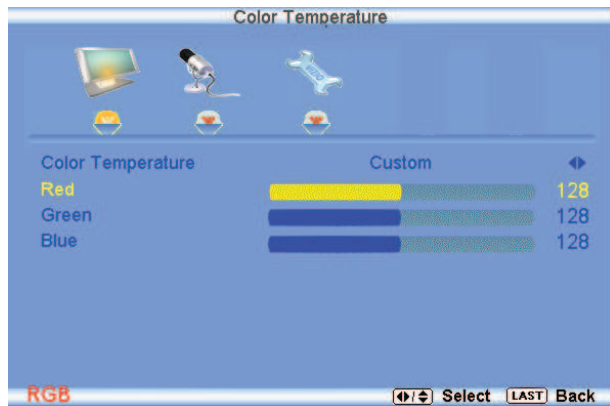 Color Temperature
Color Temperature Custom
Red 128
Green 128
Blue 128
RGB Select LAST Back